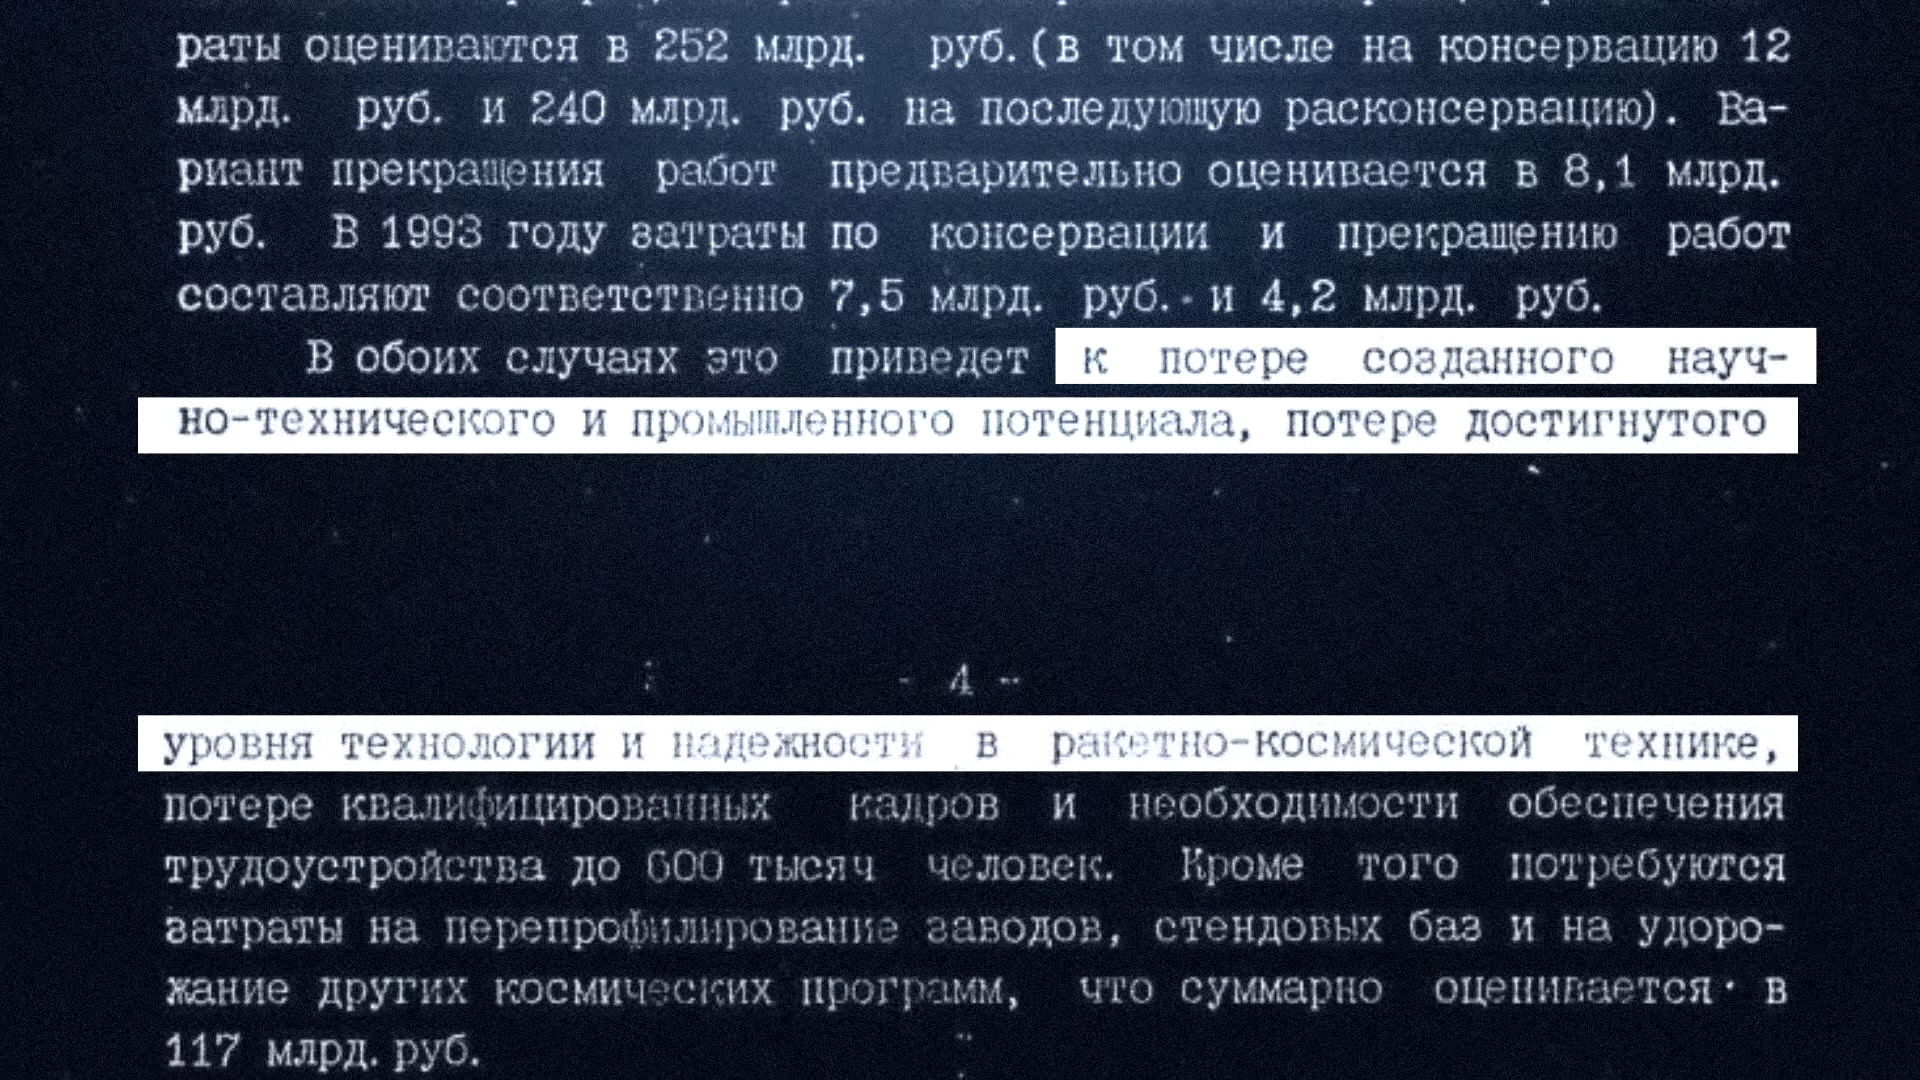 раты оцениваются в 252 млрд. руб.(в том числе на консервацию 12
млрд. руб. и 240 млрд. руб. на последующую расконсервацию). Ва-
риант прекращения работ предварительно оценивается в 8,1 млрд.
руб. В 1993 году затраты по консервации и прекращению работ
составляют соответственно 7,5 млрд. руб. и 4,2 млрд. руб.
В обоих случаях это приведет к потере созданного науч-
но-технического и промышленного потенциала, потере достигнутого
- 4 -
уровня технологии и надежности в ракетно-космической технике,
потере квалифицированных кадров и необходимости обеспечения
трудоустройства до 600 тысяч человек. Кроме того потребуются
затраты на перепрофилирование заводов, стендовых баз и на удоро-
жание других космических программ, что суммарно оценивается в
117 млрд. руб.